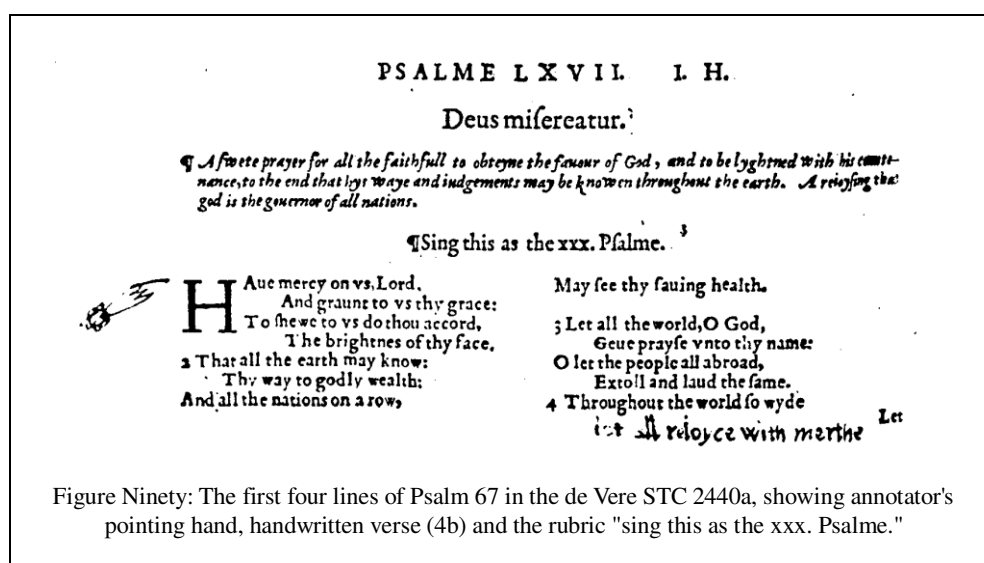 PSALME LXVII. I. H.
Deus miſereatur.
¶ A ſwete prayer for all the faithfull to obteyne the fauour of God, and to be lyghtned with his counte-
nance, to the end that hys waye and iudgements may be knowen throughout the earth. A reioyſing that
god is the gouernor of all nations.
¶Sing this as the xxx. Pſalme.
HAue mercy on vs, Lord,
And graunt to vs thy grace:
To ſhewe to vs do thou accord,
The brightnes of thy face,
2 That all the earth may know:
Thy way to godly wealth:
And all the nations on a row,
May ſee thy ſauing health.
3 Let all the world, O God,
Geue prayſe vnto thy name:
O let the people all abroad,
Extoll and laud the ſame.
4 Throughout the world ſo wyde
Let
let all reioyce with merthe
Figure Ninety: The first four lines of Psalm 67 in the de Vere STC 2440a, showing annotator's
pointing hand, handwritten verse (4b) and the rubric "sing this as the xxx. Psalme."